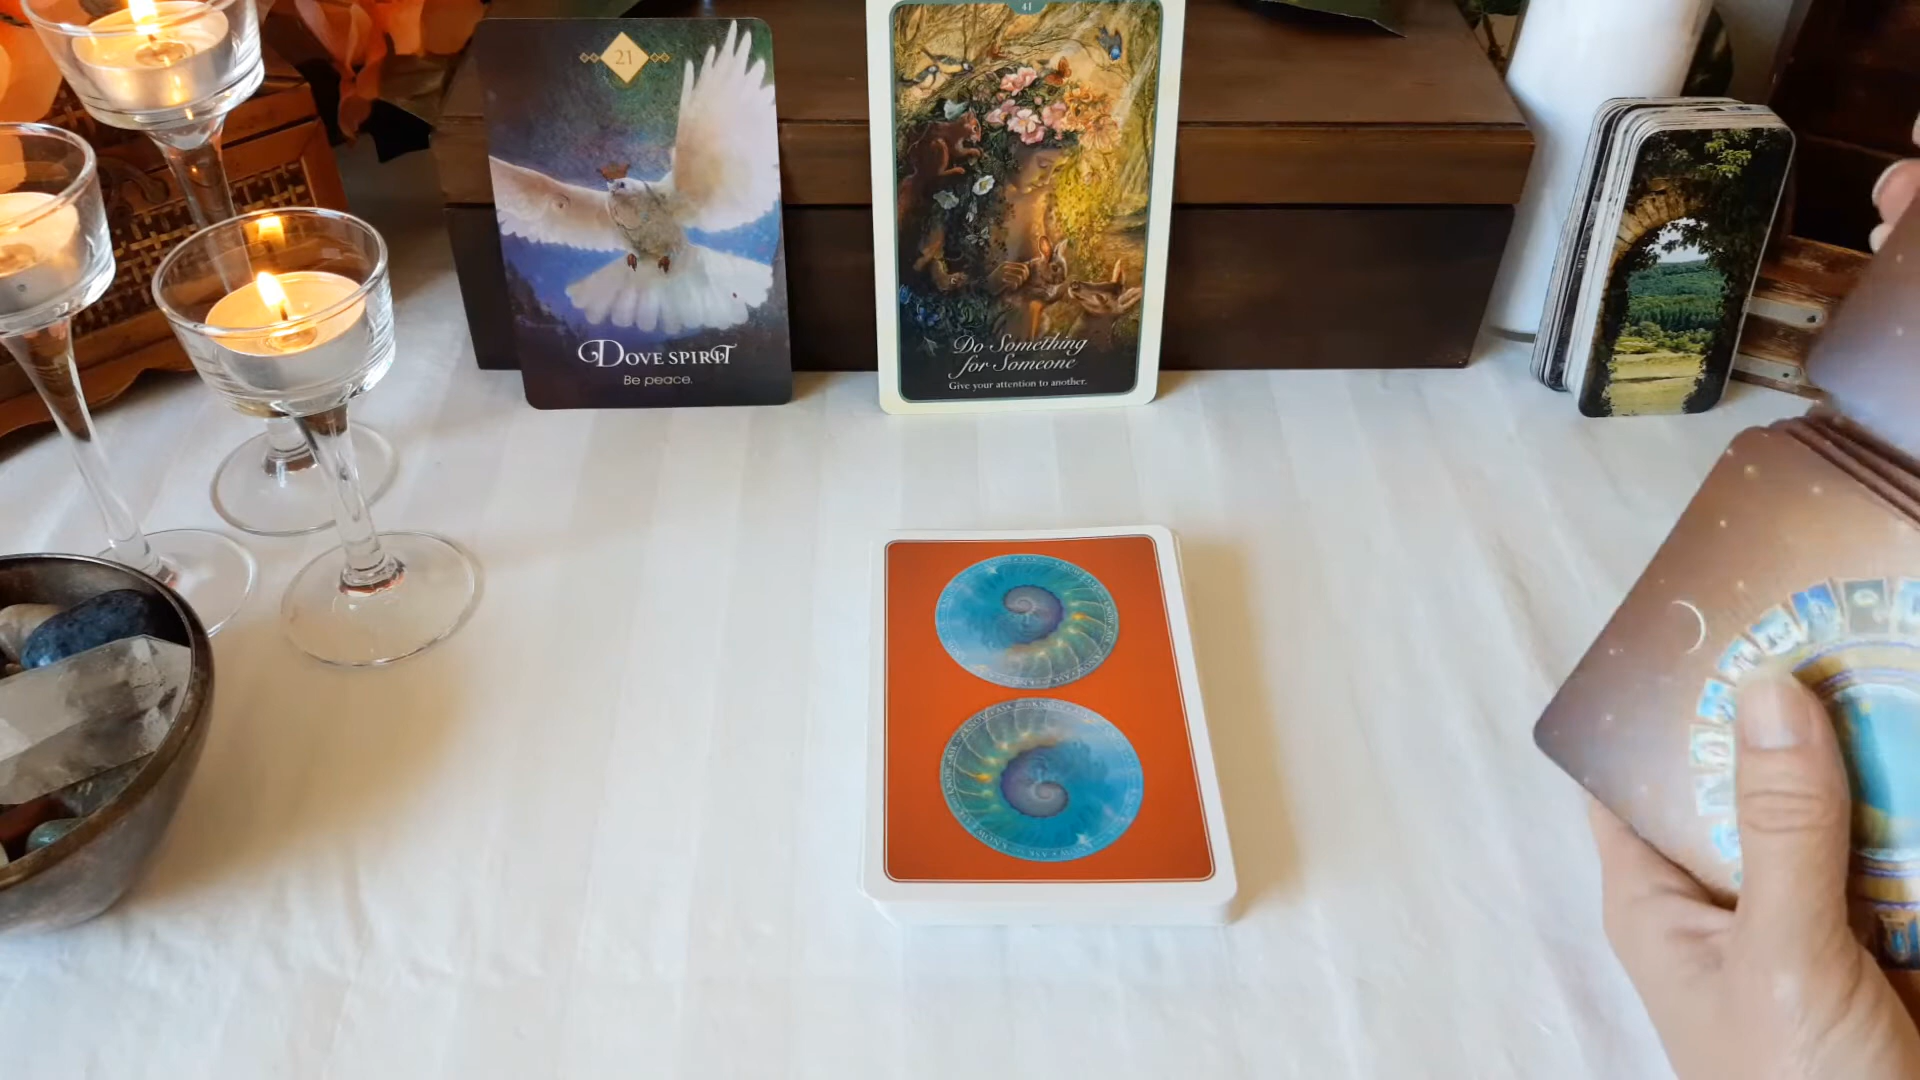 21
DOVE SPIRIT
Be peace.
41
Do Something
for Someone
Give your attention to another.